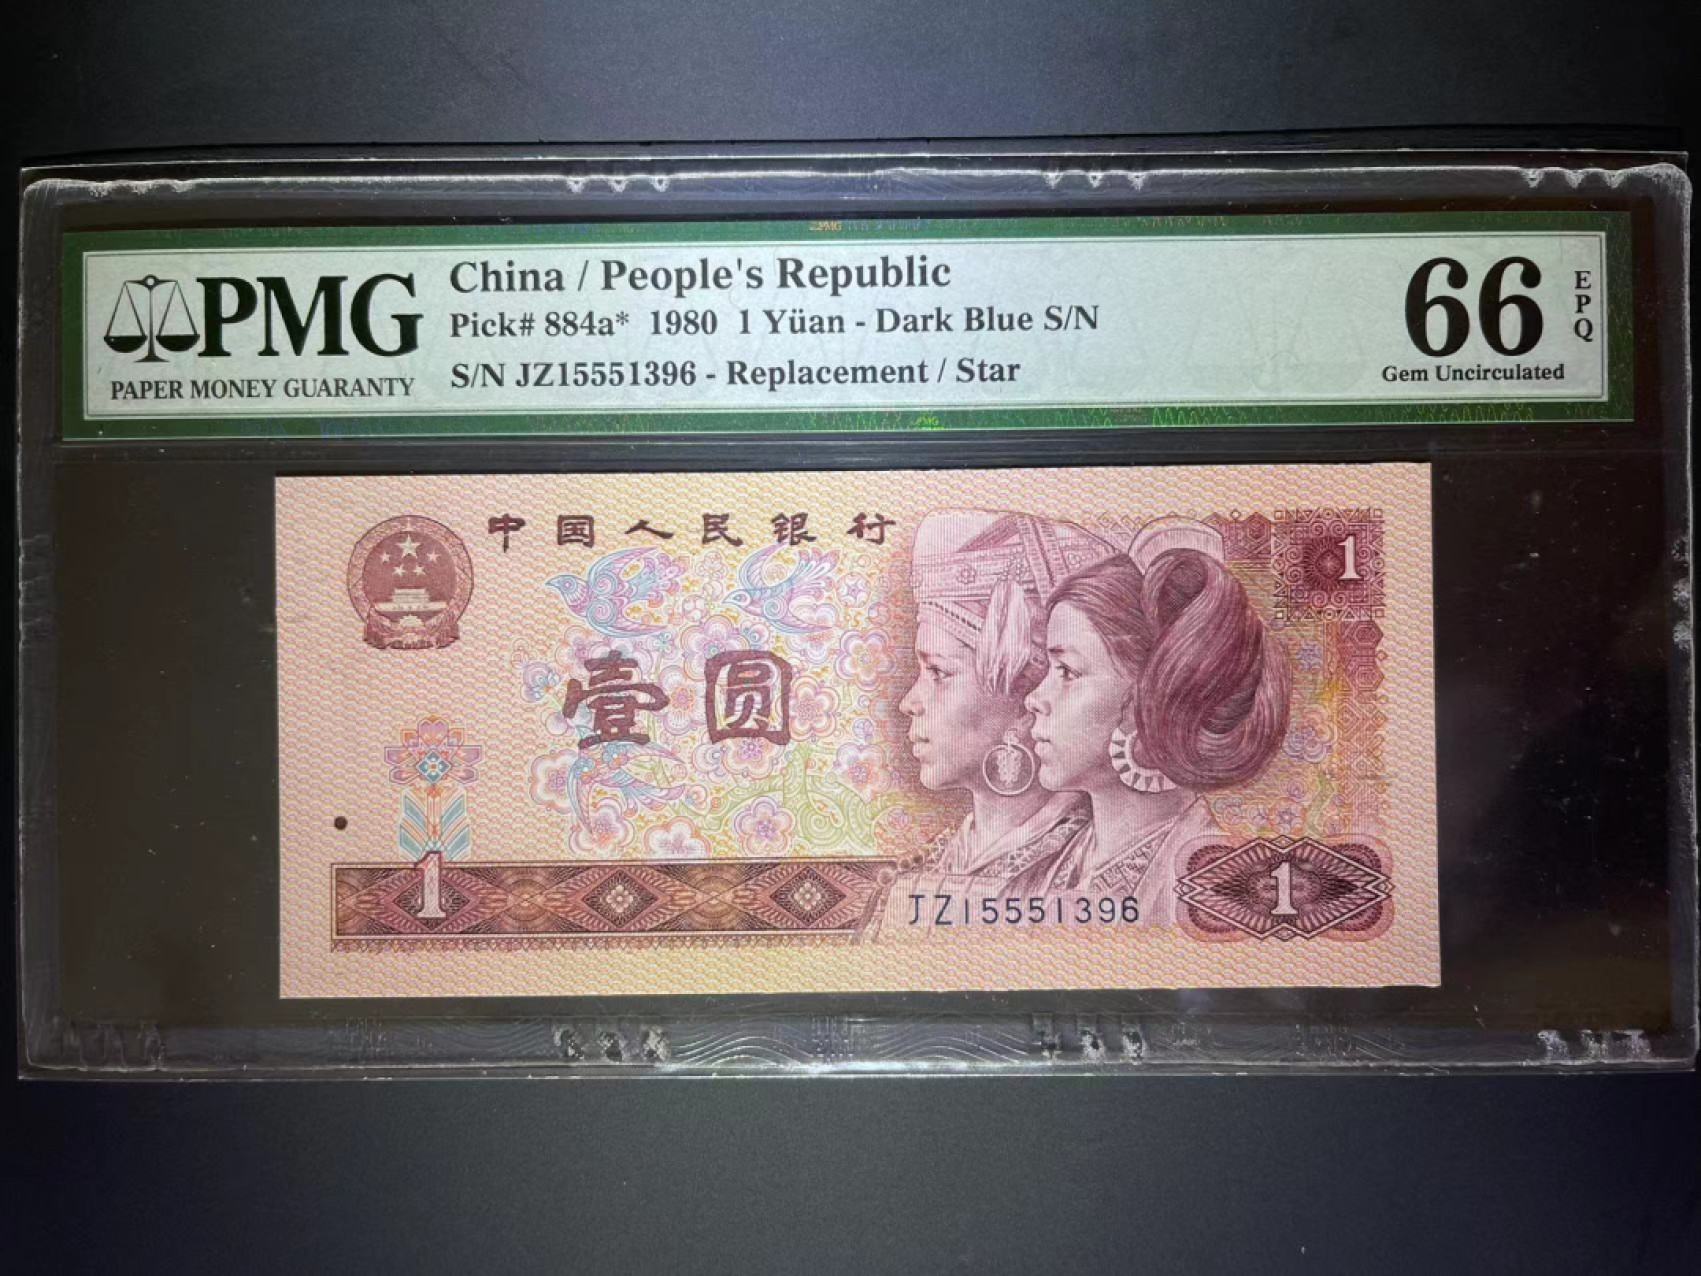 PMG
PAPER MONEY GUARANTY
China / People's Republic
Pick# 884a* 1980 1 Yüan - Dark Blue S/N
S/N JZ15551396 - Replacement / Star
66
EPQ
Gem Uncirculated
中国人民银行
1
壹圆
1
JZ15551396
1